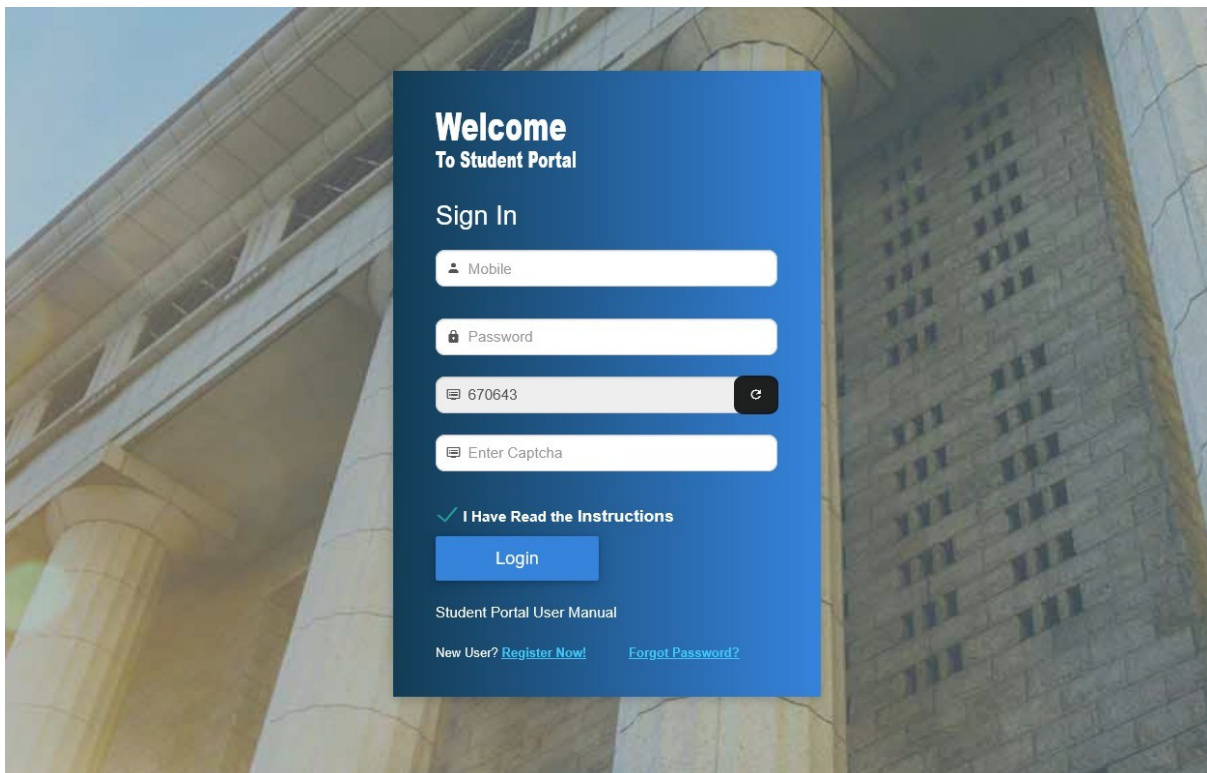 Welcome
To Student Portal
Sign In
Mobile
Password
670643
Enter Captcha
I Have Read the Instructions
Login
Student Portal User Manual
New User? Register Now! Forgot Password?